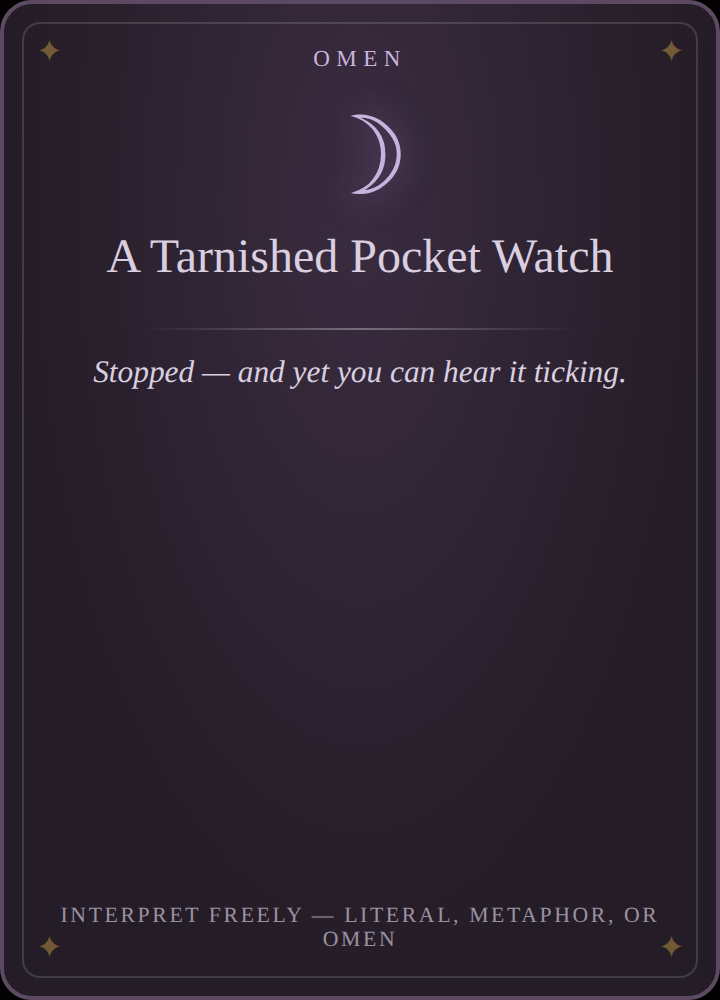 OMEN
A Tarnished Pocket Watch
Stopped — and yet you can hear it ticking.
INTERPRET FREELY — LITERAL, METAPHOR, OR
OMEN